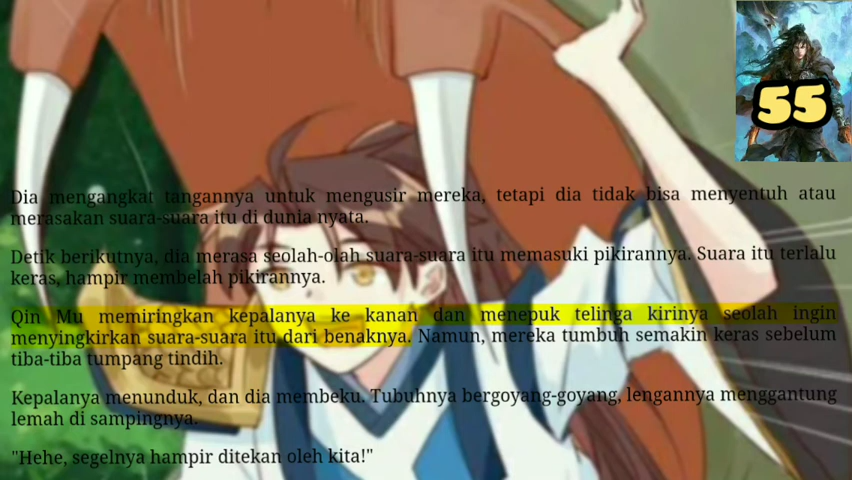 55
Dia mengangkat tangannya untuk mengusir mereka, tetapi dia tidak bisa menyentuh atau
merasakan suara-suara itu di dunia nyata.
Detik berikutnya, dia merasa seolah-olah suara-suara itu memasuki pikirannya. Suara itu terlalu
keras, hampir membelah pikirannya.
Qin Mu memiringkan kepalanya ke kanan dan menepuk telinga kirinya seolah ingin
menyingkirkan suara-suara itu dari benaknya. Namun, mereka tumbuh semakin keras sebelum
tiba-tiba tumpang tindih.
Kepalanya menunduk, dan dia membeku. Tubuhnya bergoyang-goyang, lengannya menggantung
lemah di sampingnya.
"Hehe, segelnya hampir ditekan oleh kita!"